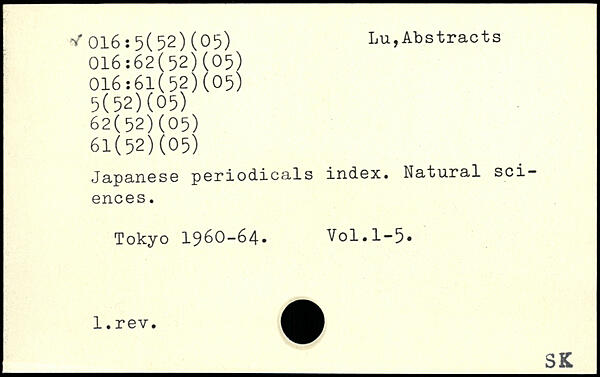 ✓ 016:5(52)(05) Lu,Abstracts
016:62(52)(05)
016:61(52)(05)
5(52)(05)
62(52)(05)
61(52)(05)
Japanese periodicals index. Natural sci-
ences.
Tokyo 1960-64. Vol.1-5.
1.rev.
SK